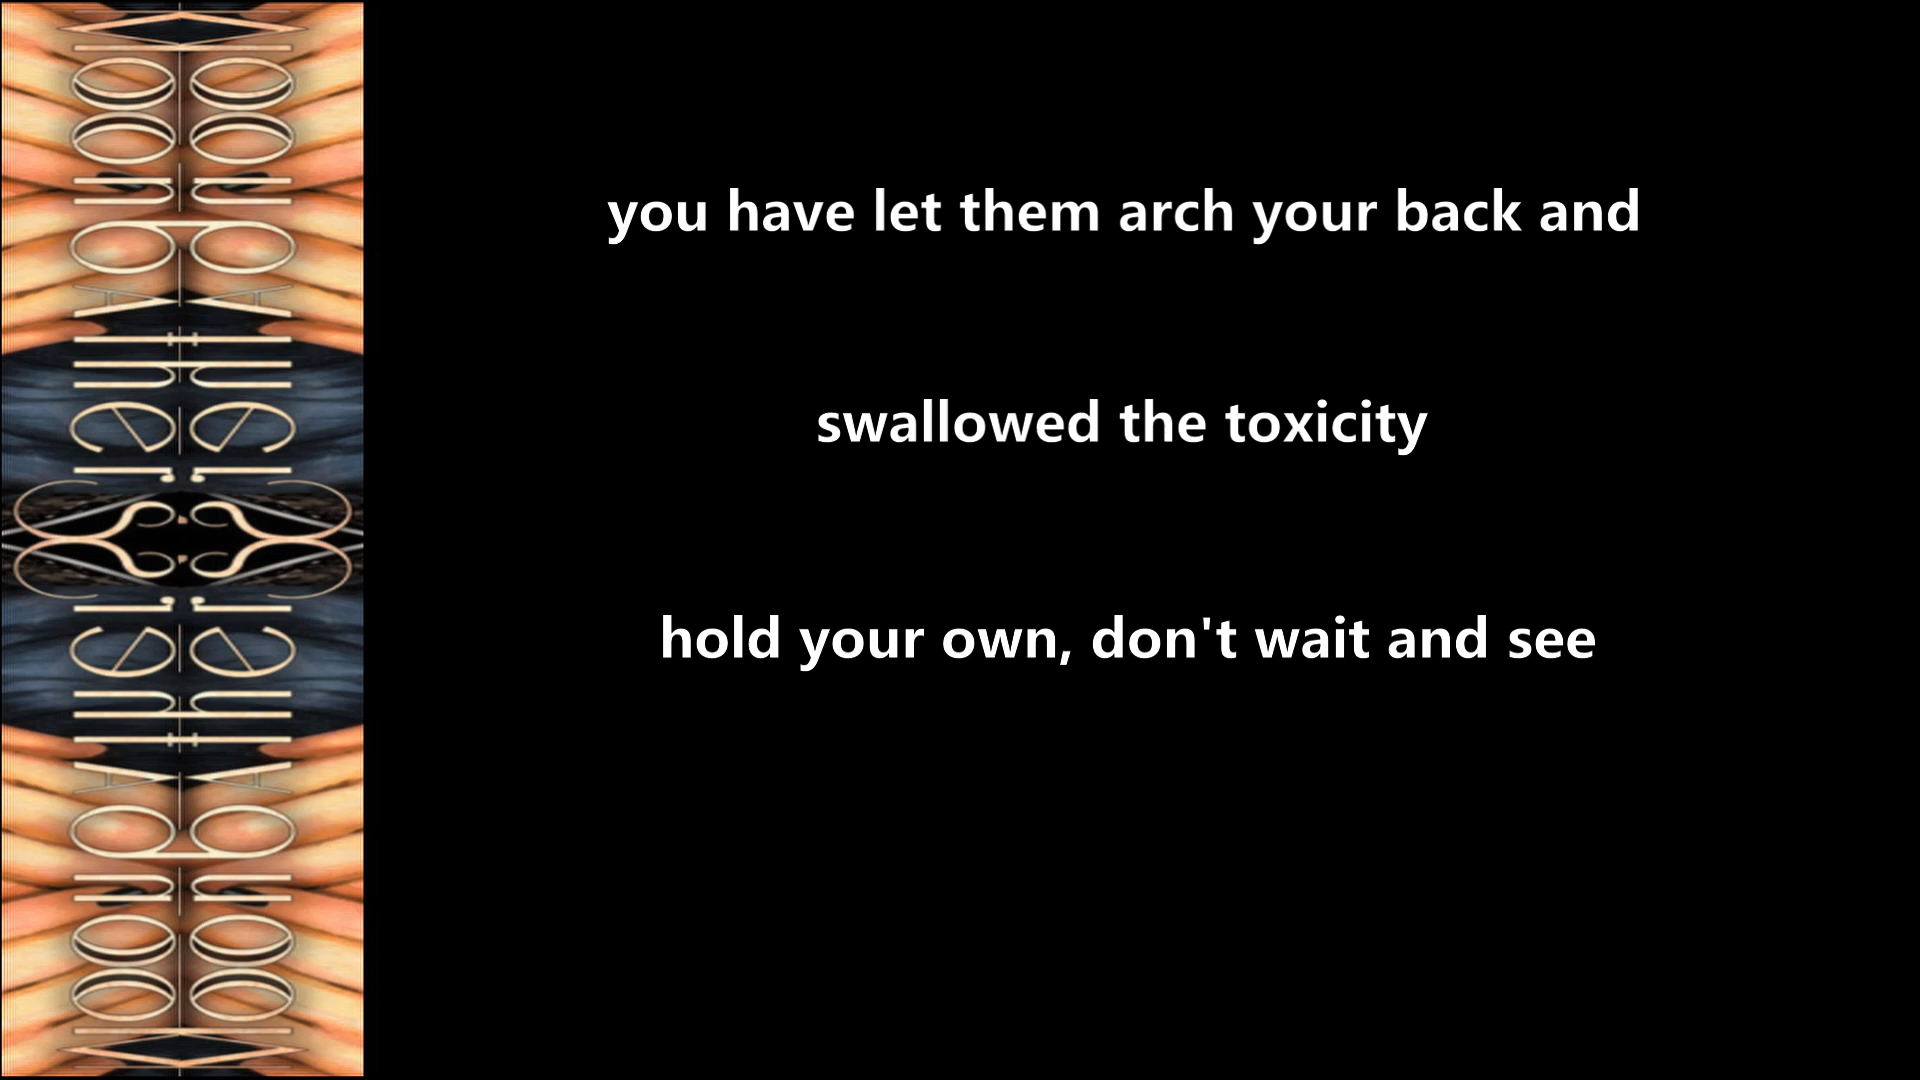 you have let them arch your back and
swallowed the toxicity
hold your own, don't wait and see